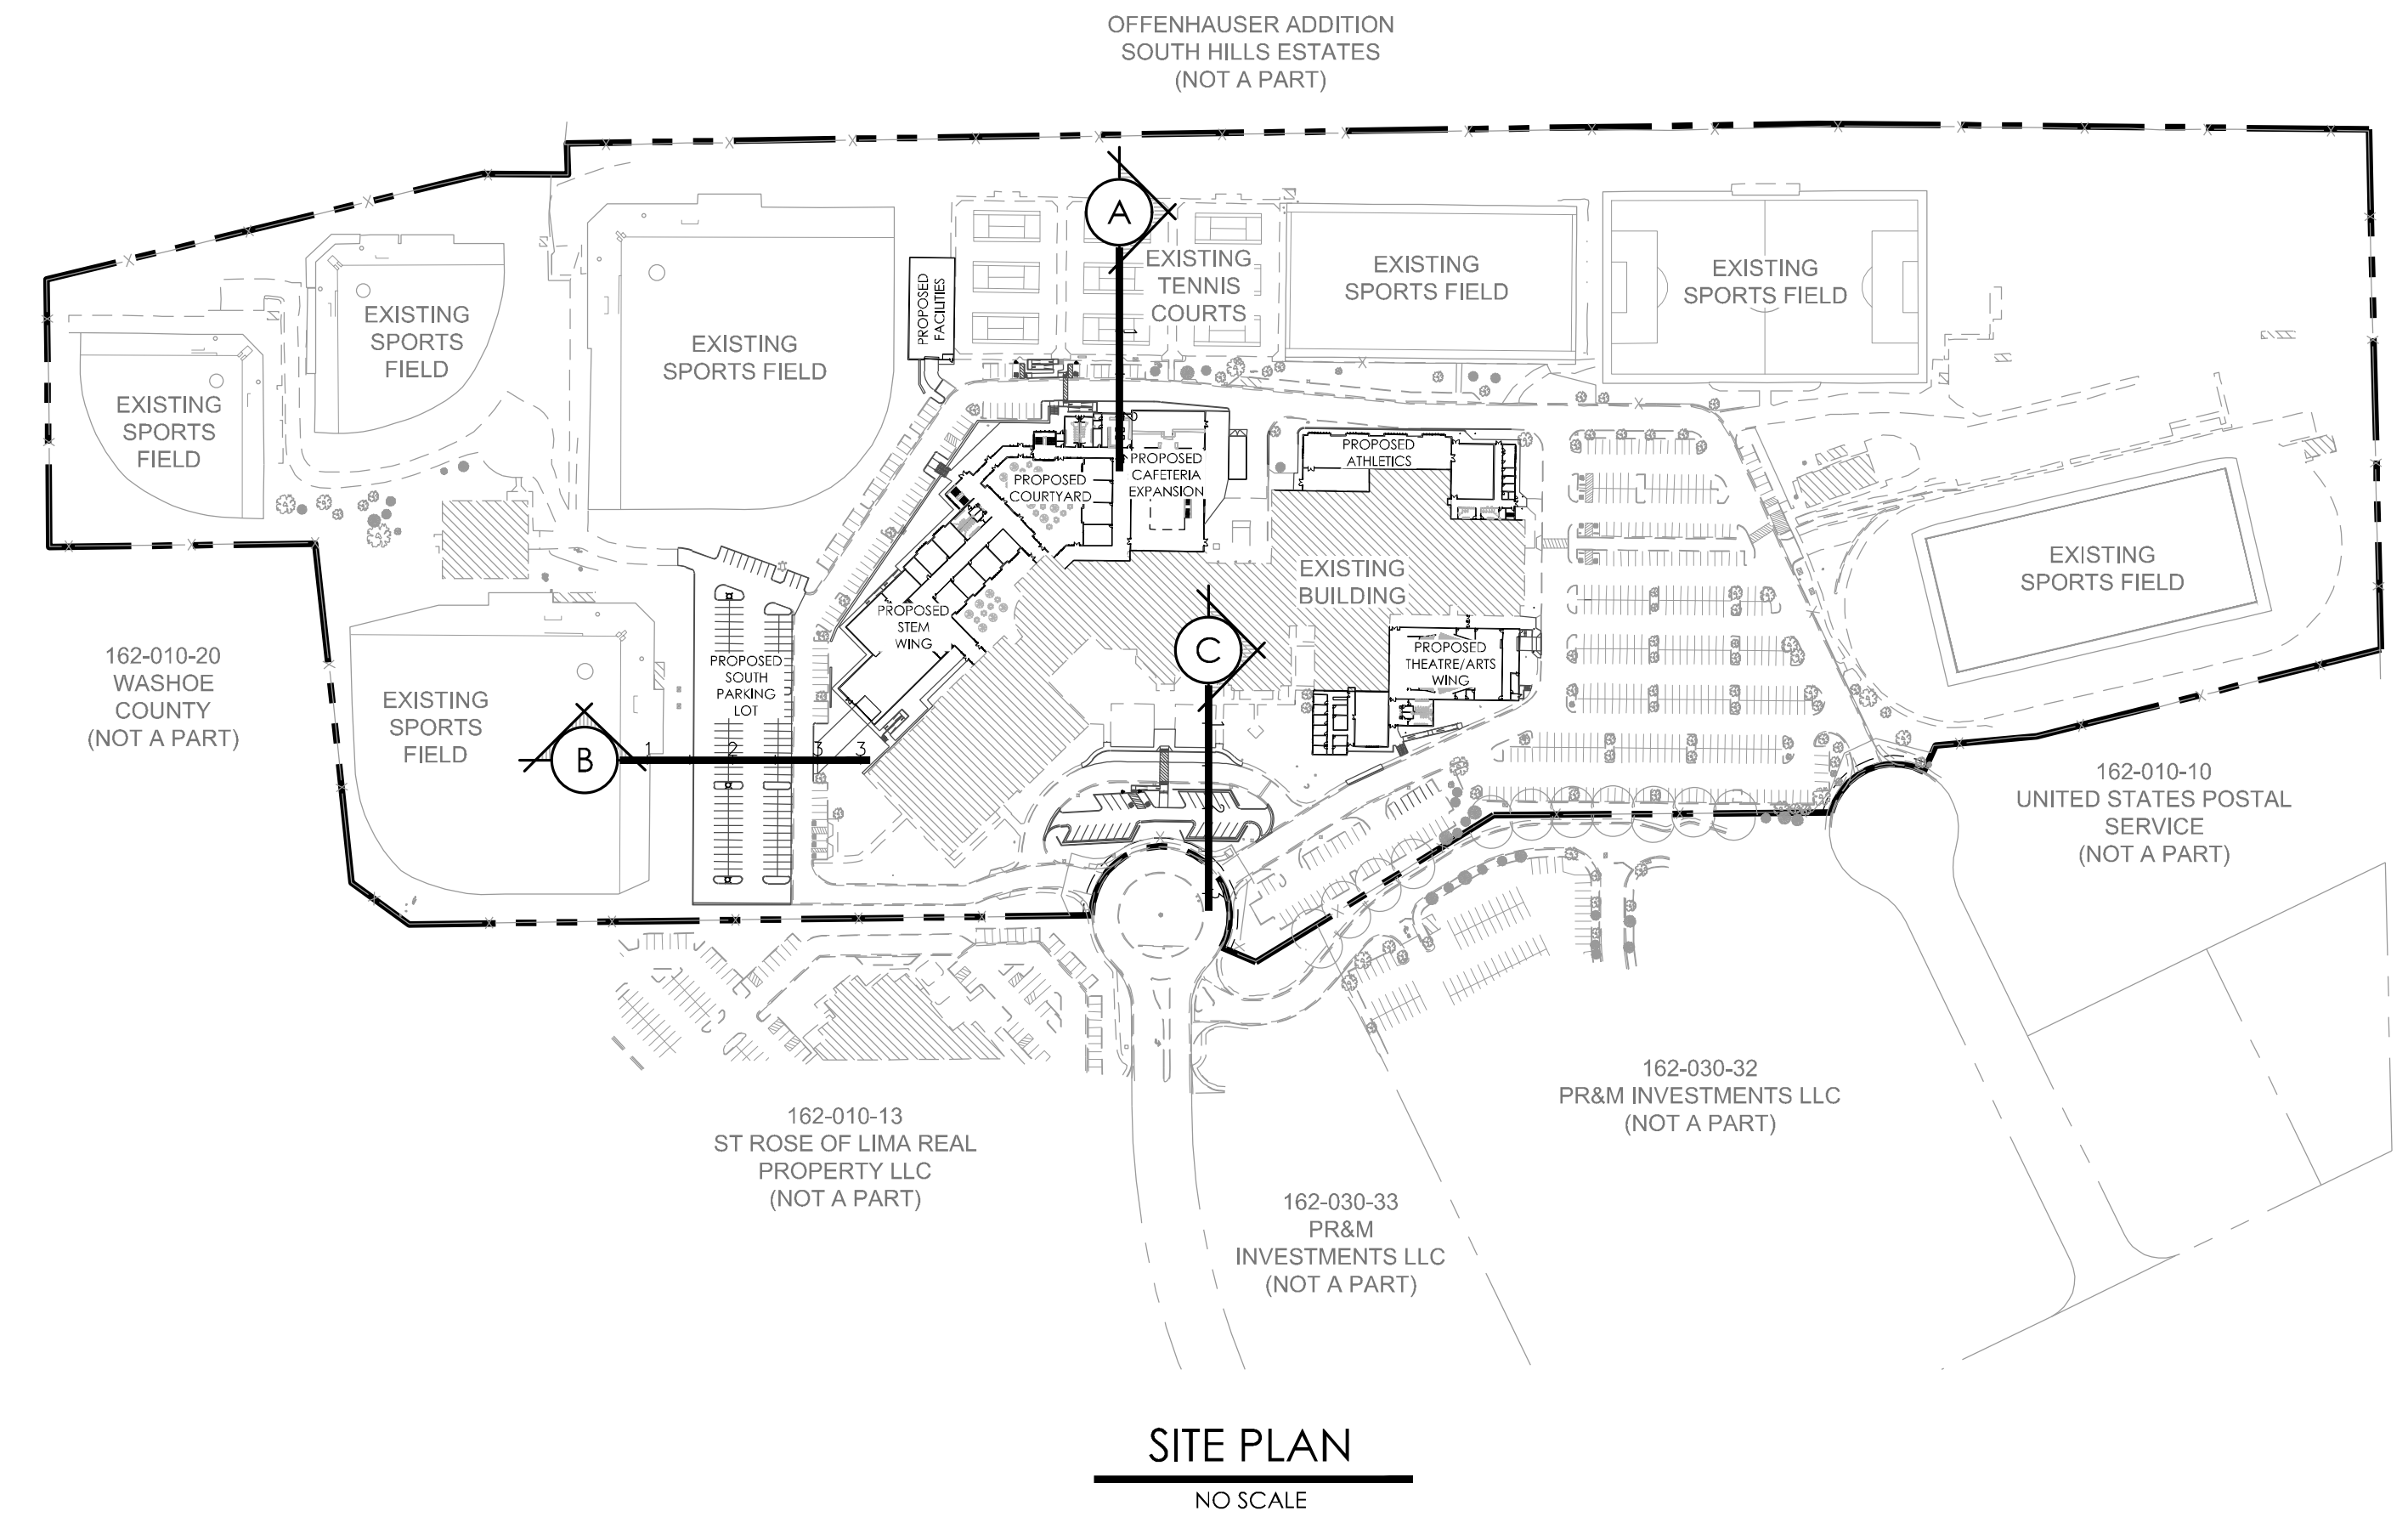 OFFENHAUSER ADDITION
SOUTH HILLS ESTATES
(NOT A PART)
A
EXISTING
TENNIS
COURTS
EXISTING
SPORTS FIELD
EXISTING
SPORTS FIELD
PROPOSED
FACILITIES
EXISTING
SPORTS
FIELD
EXISTING
SPORTS FIELD
EXISTING
SPORTS
FIELD
PROPOSED
ATHLETICS
PROPOSED
CAFETERIA
EXPANSION
PROPOSED
COURTYARD
EXISTING
BUILDING
EXISTING
SPORTS FIELD
PROPOSED
STEM
WING
C
PROPOSED
THEATRE/ARTS
WING
PROPOSED
SOUTH
PARKING
LOT
162-010-20
WASHOE
COUNTY
(NOT A PART)
EXISTING
SPORTS
FIELD
B
1 2 3 3
162-010-10
UNITED STATES POSTAL
SERVICE
(NOT A PART)
162-030-32
PR&M INVESTMENTS LLC
(NOT A PART)
162-010-13
ST ROSE OF LIMA REAL
PROPERTY LLC
(NOT A PART)
162-030-33
PR&M
INVESTMENTS LLC
(NOT A PART)
SITE PLAN
NO SCALE